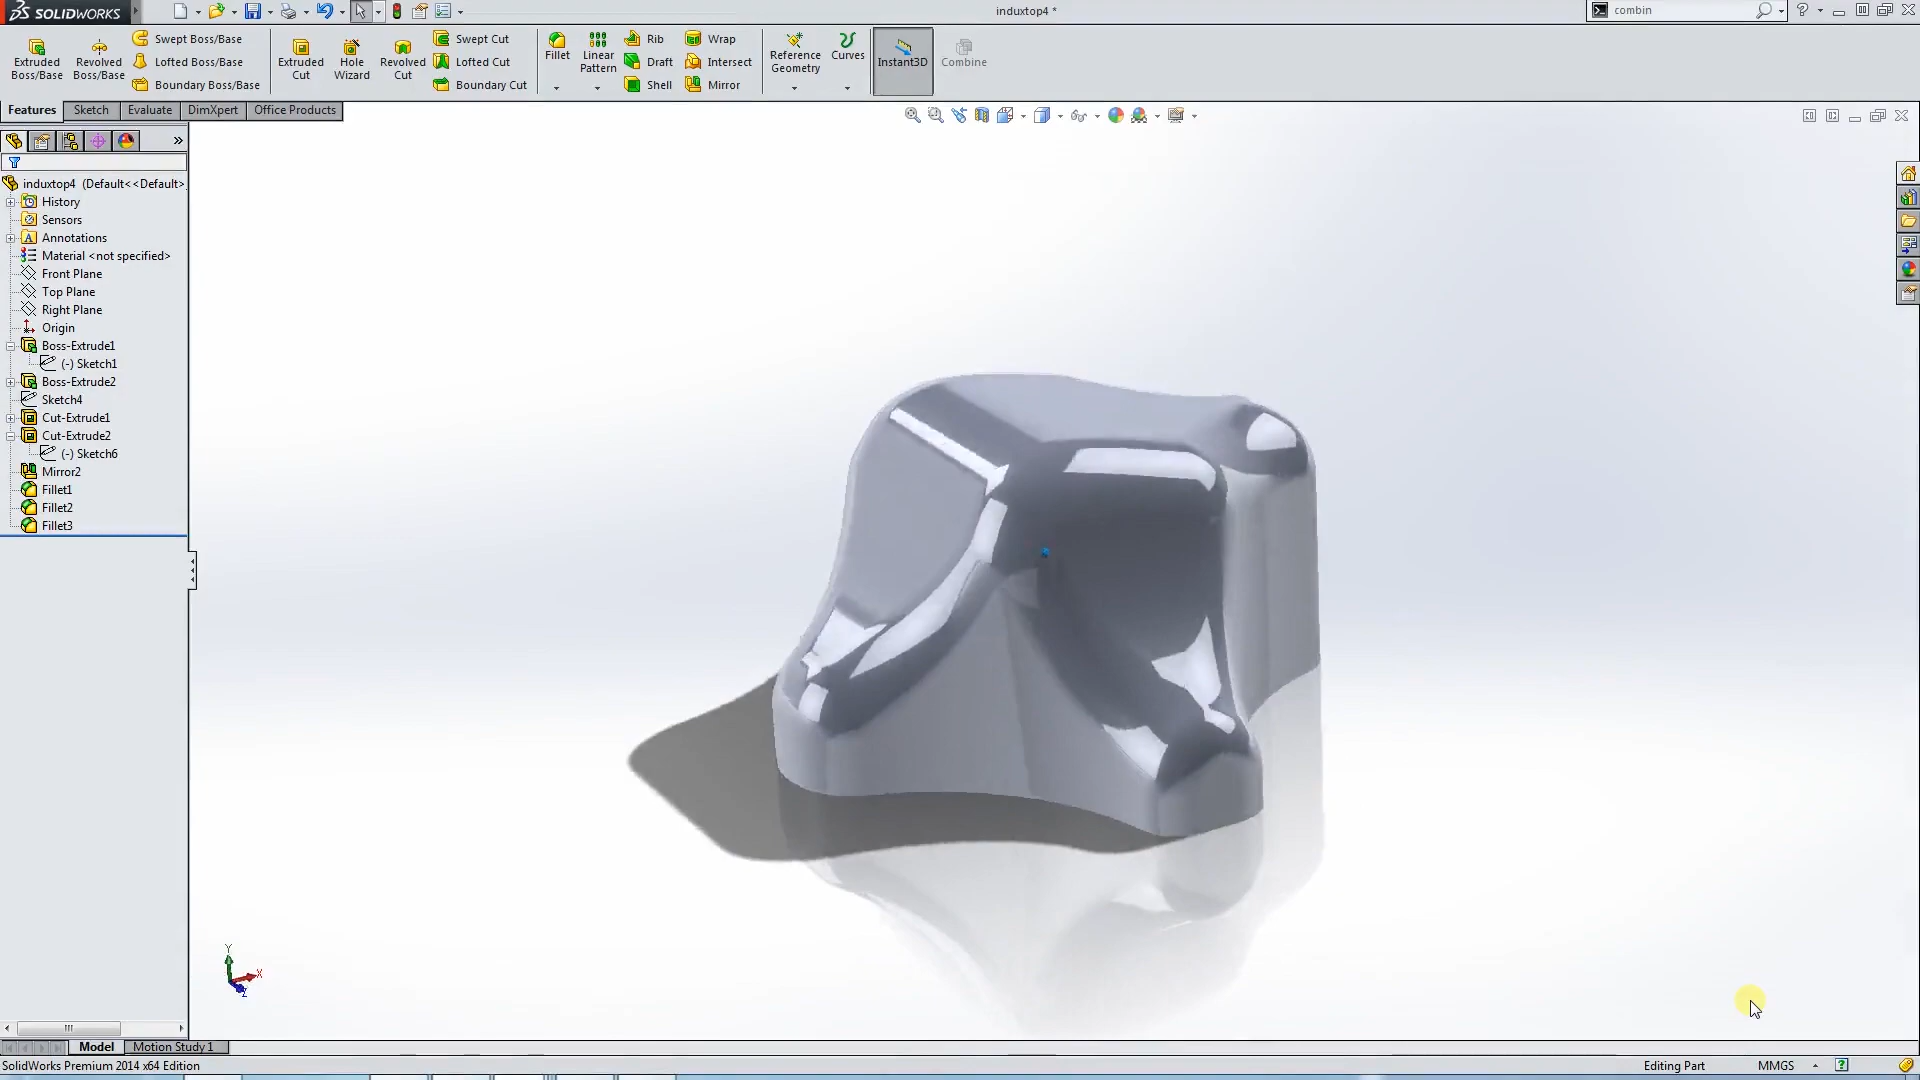 SOLIDWORKS
induxtop4 *
combin
Extruded Boss/Base
Revolved Boss/Base
Swept Boss/Base
Lofted Boss/Base
Boundary Boss/Base
Extruded Cut
Hole Wizard
Revolved Cut
Swept Cut
Lofted Cut
Boundary Cut
Fillet
Linear Pattern
Rib
Draft
Shell
Wrap
Intersect
Mirror
Reference Geometry
Curves
Instant3D
Combine
Features
Sketch
Evaluate
DimXpert
Office Products
induxtop4 (Default<<Default>
History
Sensors
Annotations
Material <not specified>
Front Plane
Top Plane
Right Plane
Origin
Boss-Extrude1
(-) Sketch1
Boss-Extrude2
Sketch4
Cut-Extrude1
Cut-Extrude2
(-) Sketch6
Mirror2
Fillet1
Fillet2
Fillet3
Y
X
Z
Model
Motion Study 1
SolidWorks Premium 2014 x64 Edition
Editing Part
MMGS